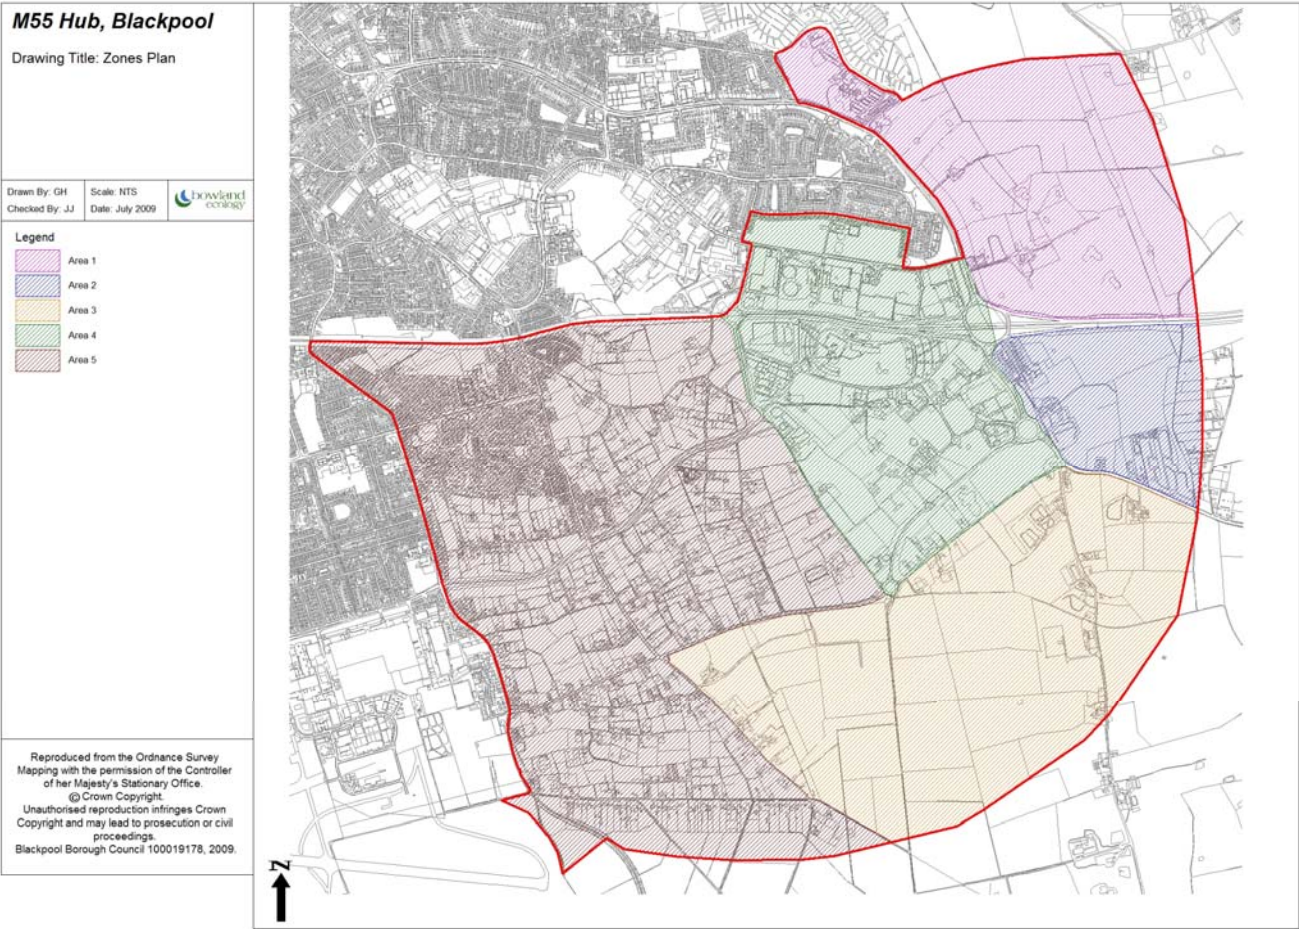 M55 Hub, Blackpool
Drawing Title: Zones Plan
Drawn By: GH
Scale: NTS
Checked By: JJ
Date: July 2009
bowland
ecology
Legend
Area 1
Area 2
Area 3
Area 4
Area 5
Reproduced from the Ordnance Survey
Mapping with the permission of the Controller
of her Majesty's Stationary Office.
© Crown Copyright.
Unauthorised reproduction infringes Crown
Copyright and may lead to prosecution or civil
proceedings.
Blackpool Borough Council 100019178, 2009.
N